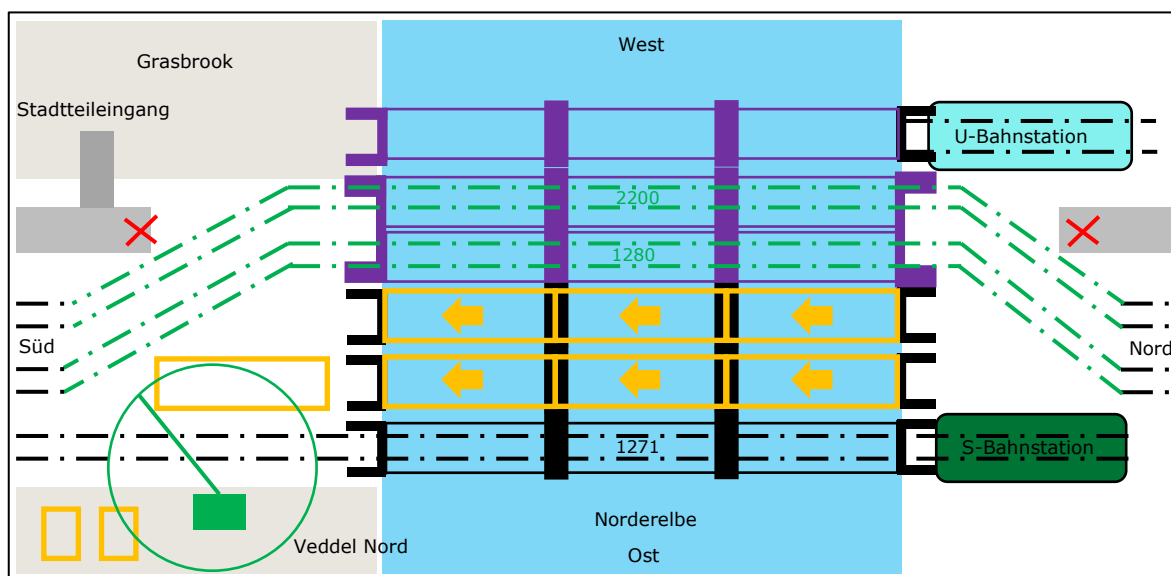 West
Grasbrook
Stadtteileingang
U-Bahnstation
2200
1280
Süd
Nord
1271
S-Bahnstation
Norderelbe
Veddel Nord
Ost